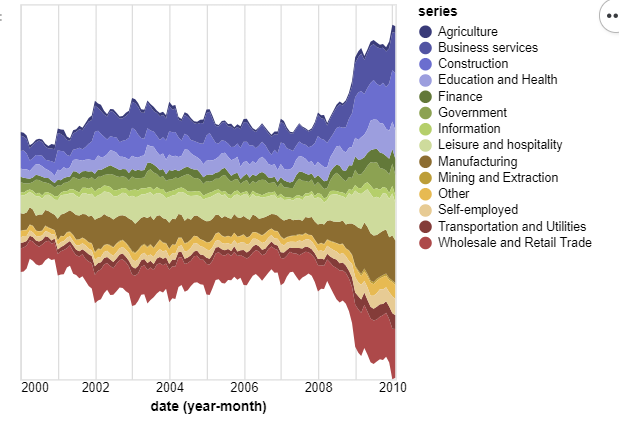 series
Agriculture
Business services
Construction
Education and Health
Finance
Government
Information
Leisure and hospitality
Manufacturing
Mining and Extraction
Other
Self-employed
Transportation and Utilities
Wholesale and Retail Trade
2000 2002 2004 2006 2008 2010
date (year-month)